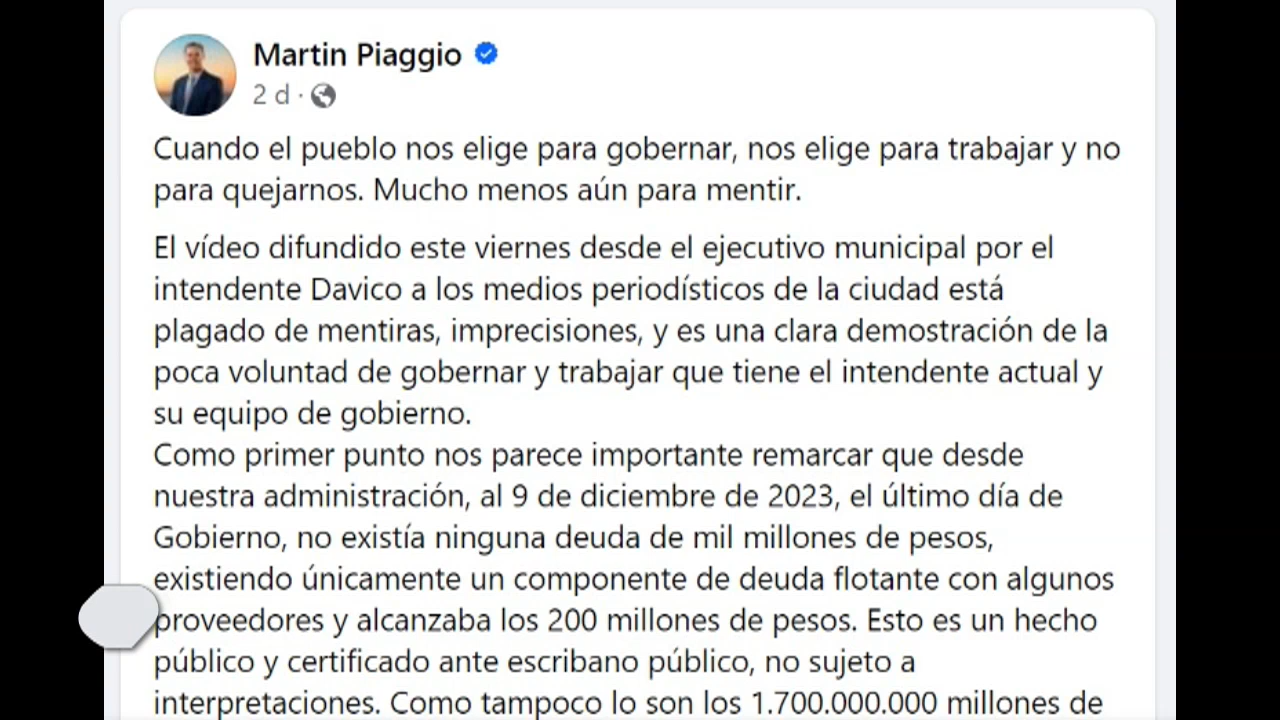 Martin Piaggio
2 d ·
Cuando el pueblo nos elige para gobernar, nos elige para trabajar y no
para quejarnos. Mucho menos aún para mentir.
El vídeo difundido este viernes desde el ejecutivo municipal por el
intendente Davico a los medios periodísticos de la ciudad está
plagado de mentiras, imprecisiones, y es una clara demostración de la
poca voluntad de gobernar y trabajar que tiene el intendente actual y
su equipo de gobierno.
Como primer punto nos parece importante remarcar que desde
nuestra administración, al 9 de diciembre de 2023, el último día de
Gobierno, no existía ninguna deuda de mil millones de pesos,
existiendo únicamente un componente de deuda flotante con algunos
proveedores y alcanzaba los 200 millones de pesos. Esto es un hecho
público y certificado ante escribano público, no sujeto a
interpretaciones. Como tampoco lo son los 1.700.000.000 millones de